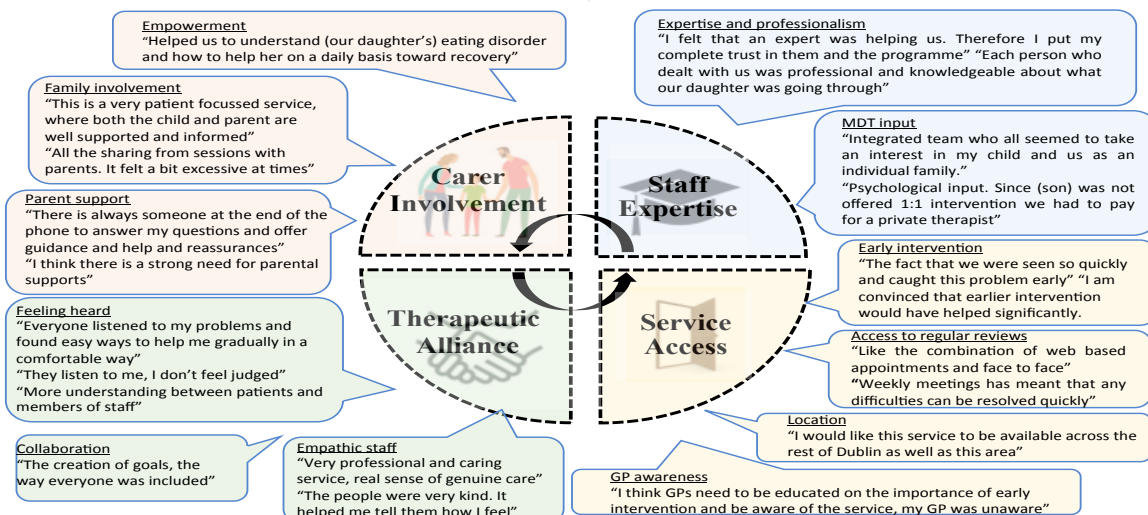 Empowerment
“Helped us to understand (our daughter’s) eating disorder
and how to help her on a daily basis toward recovery”
Family involvement
“This is a very patient focussed service,
where both the child and parent are
well supported and informed”
“All the sharing from sessions with
parents. It felt a bit excessive at times”
Parent support
“There is always someone at the end of the
phone to answer my questions and offer
guidance and help and reassurances”
“I think there is a strong need for parental
supports”
Feeling heard
“Everyone listened to my problems and
found easy ways to help me gradually in a
comfortable way”
“They listen to me, I don’t feel judged”
“More understanding between patients and
members of staff”
Collaboration
“The creation of goals, the
way everyone was included”
Empathic staff
“Very professional and caring
service, real sense of genuine care”
“The people were very kind. It
helped me tell them how I feel”
Carer
Involvement
Staff
Expertise
Therapeutic
Alliance
Service
Access
Expertise and professionalism
“I felt that an expert was helping us. Therefore I put my
complete trust in them and the programme” “Each person who
dealt with us was professional and knowledgeable about what
our daughter was going through”
MDT input
“Integrated team who all seemed to take
an interest in my child and us as an
individual family.”
“Psychological input. Since (son) was not
offered 1:1 intervention we had to pay
for a private therapist”
Early intervention
“The fact that we were seen so quickly
and caught this problem early” “I am
convinced that earlier intervention
would have helped significantly.
Access to regular reviews
“Like the combination of web based
appointments and face to face”
“Weekly meetings has meant that any
difficulties can be resolved quickly”
Location
“I would like this service to be available across the
rest of Dublin as well as this area”
GP awareness
“I think GPs need to be educated on the importance of early
intervention and be aware of the service, my GP was unaware”